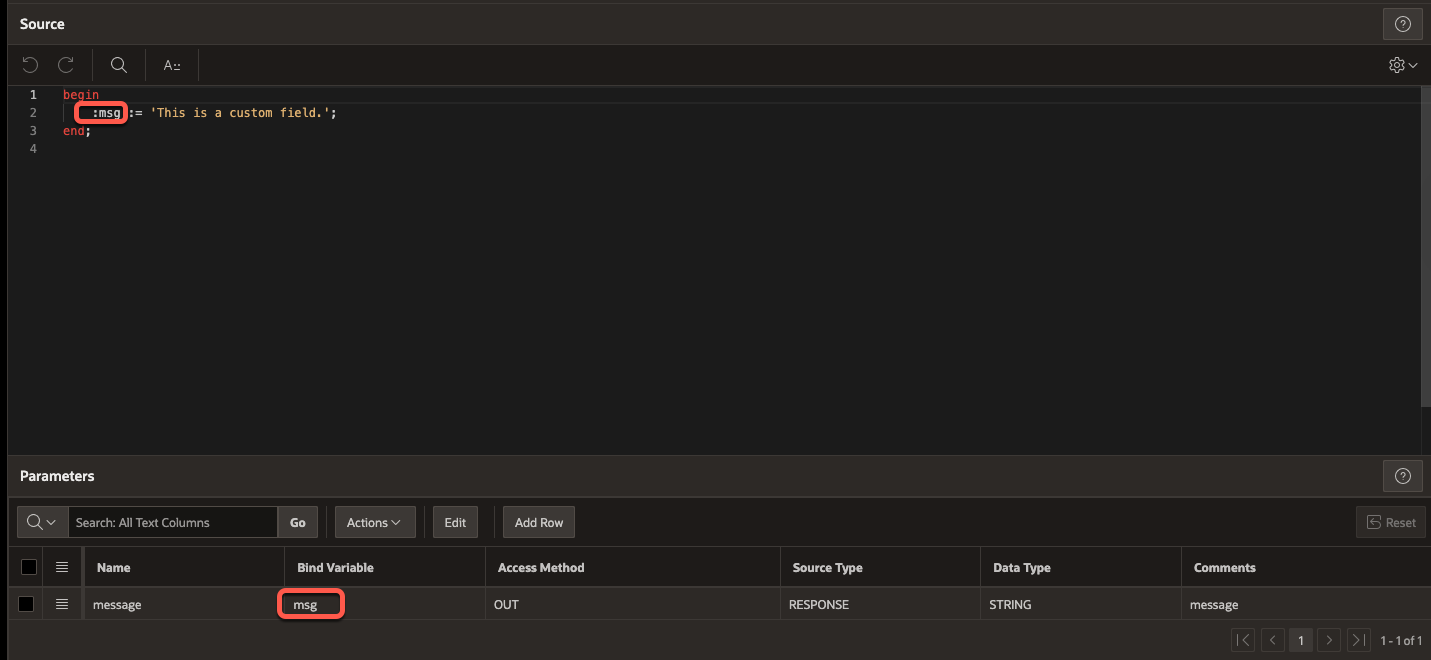 Source
A::
1 begin
2 :msg := 'This is a custom field.';
3 end;
4
Parameters
Search: All Text Columns Go Actions Edit Add Row Reset
Name Bind Variable Access Method Source Type Data Type Comments
message msg OUT RESPONSE STRING message
1 1 - 1 of 1